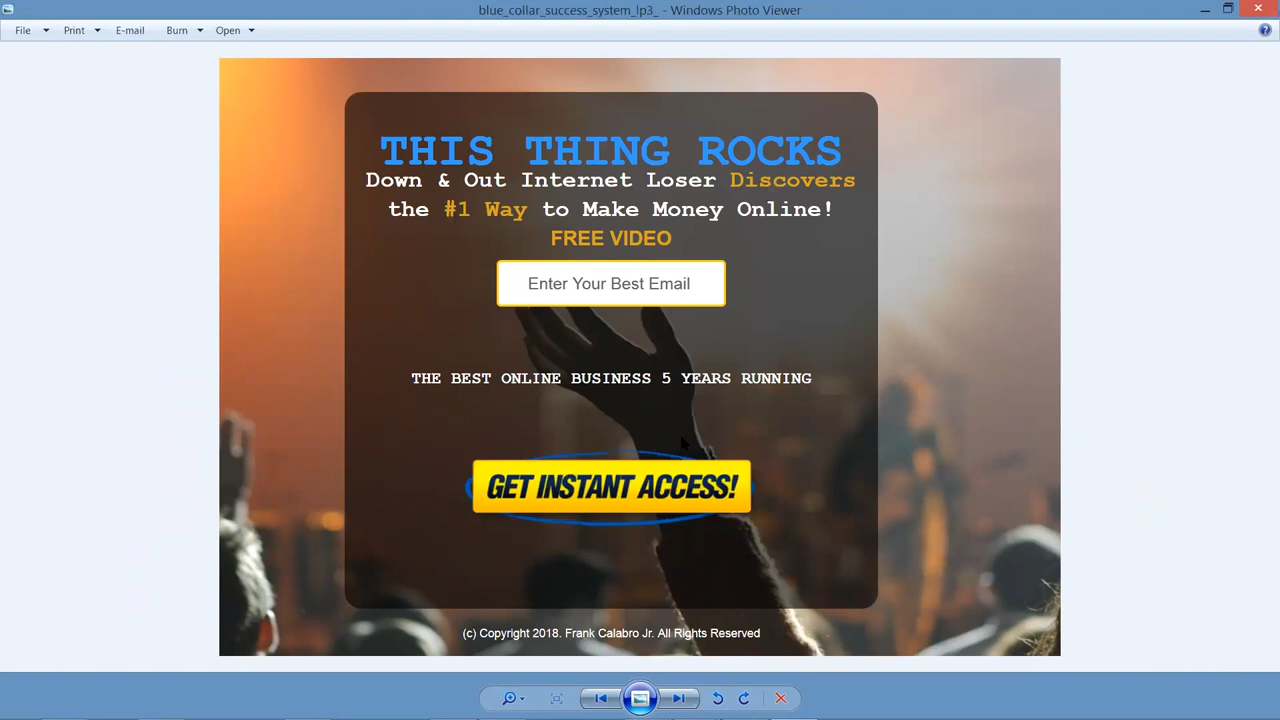 blue_collar_success_system_lp3_ - Windows Photo Viewer
File Print E-mail Burn Open
THIS THING ROCKS
Down & Out Internet Loser Discovers
the #1 Way to Make Money Online!
FREE VIDEO
Enter Your Best Email
THE BEST ONLINE BUSINESS 5 YEARS RUNNING
GET INSTANT ACCESS!
(c) Copyright 2018. Frank Calabro Jr. All Rights Reserved